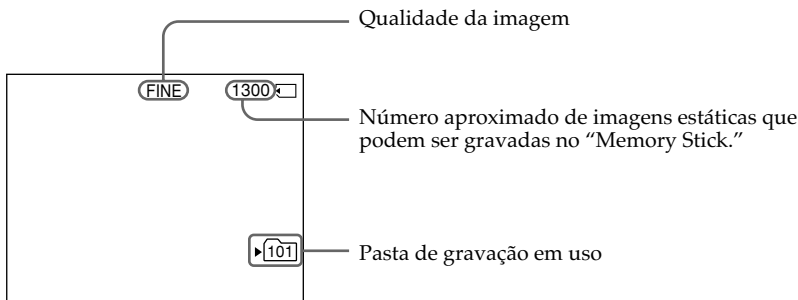 Qualidade da imagem
FINE 1300
Número aproximado de imagens estáticas que
podem ser gravadas no “Memory Stick.”
101 Pasta de gravação em uso